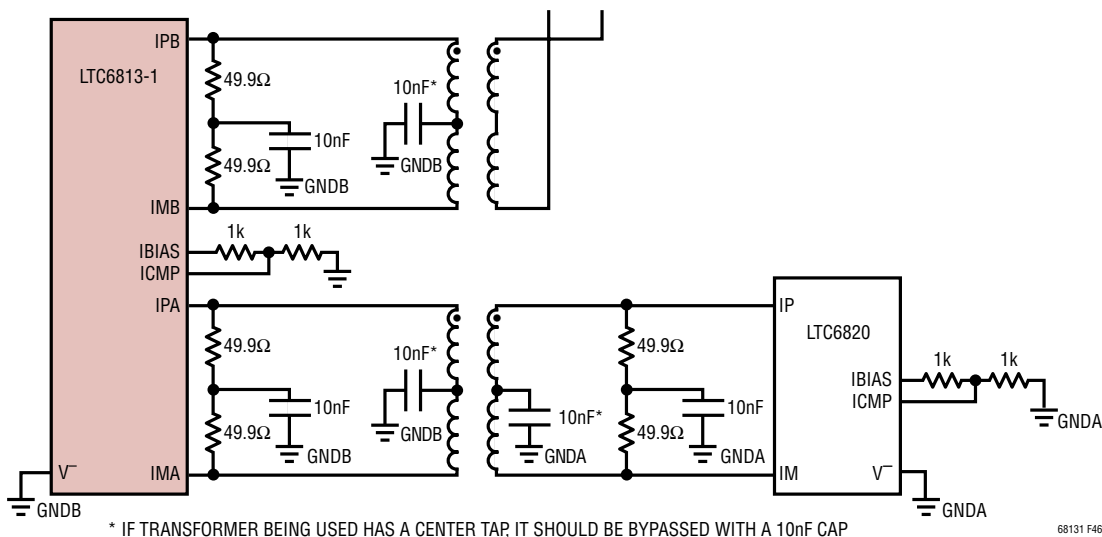 LTC6813-1
IPB
49.9Ω
10nF
GNDB
49.9Ω
10nF*
GNDB
IMB
IBIAS
ICMP
1k
1k
IPA
49.9Ω
10nF
GNDB
49.9Ω
10nF*
GNDB
10nF*
GNDA
49.9Ω
10nF
GNDA
49.9Ω
IMA
V–
GNDB
IP
LTC6820
IBIAS
ICMP
1k
1k
GNDA
IM
V–
GNDA
* IF TRANSFORMER BEING USED HAS A CENTER TAP, IT SHOULD BE BYPASSED WITH A 10nF CAP
68131 F46